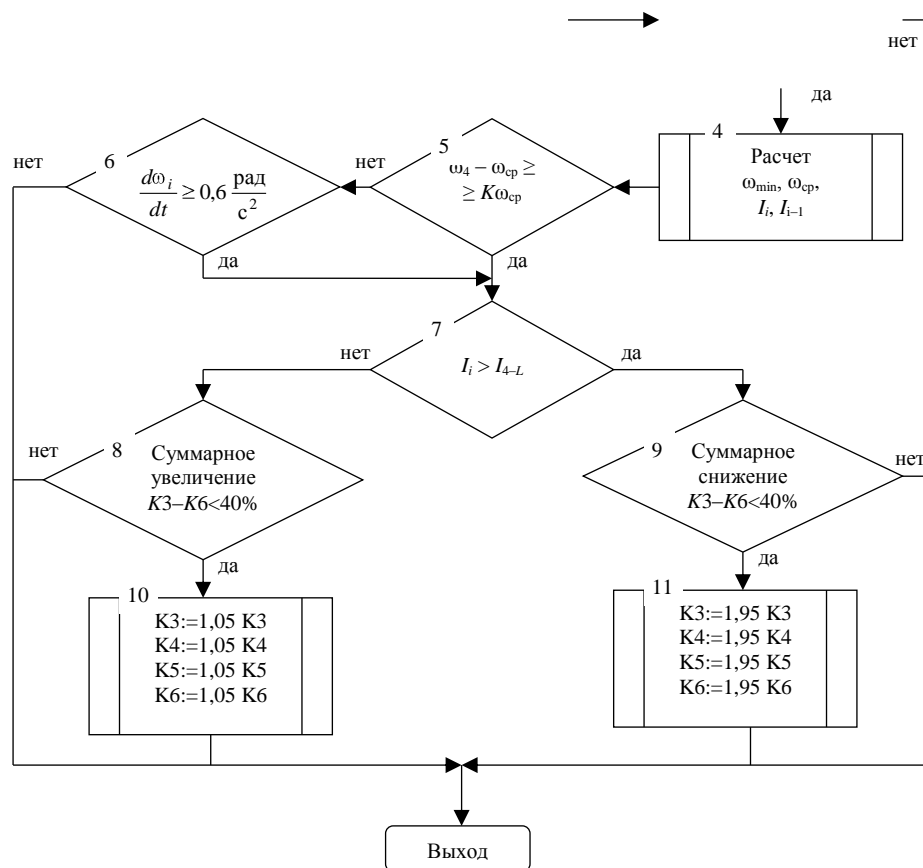 нет
да
4
Расчет
ω_min, ω_ср,
I_i, I_i–1
5
ω_4 – ω_ср ≥
≥ Kω_ср
нет
да
6
dω_i/dt ≥ 0,6 рад/с^2
нет
да
7
I_i > I_4–L
нет
да
8
Суммарное
увеличение
K3–K6<40%
нет
да
9
Суммарное
снижение
K3–K6<40%
нет
да
10
K3:=1,05 K3
K4:=1,05 K4
K5:=1,05 K5
K6:=1,05 K6
11
K3:=1,95 K3
K4:=1,95 K4
K5:=1,95 K5
K6:=1,95 K6
Выход